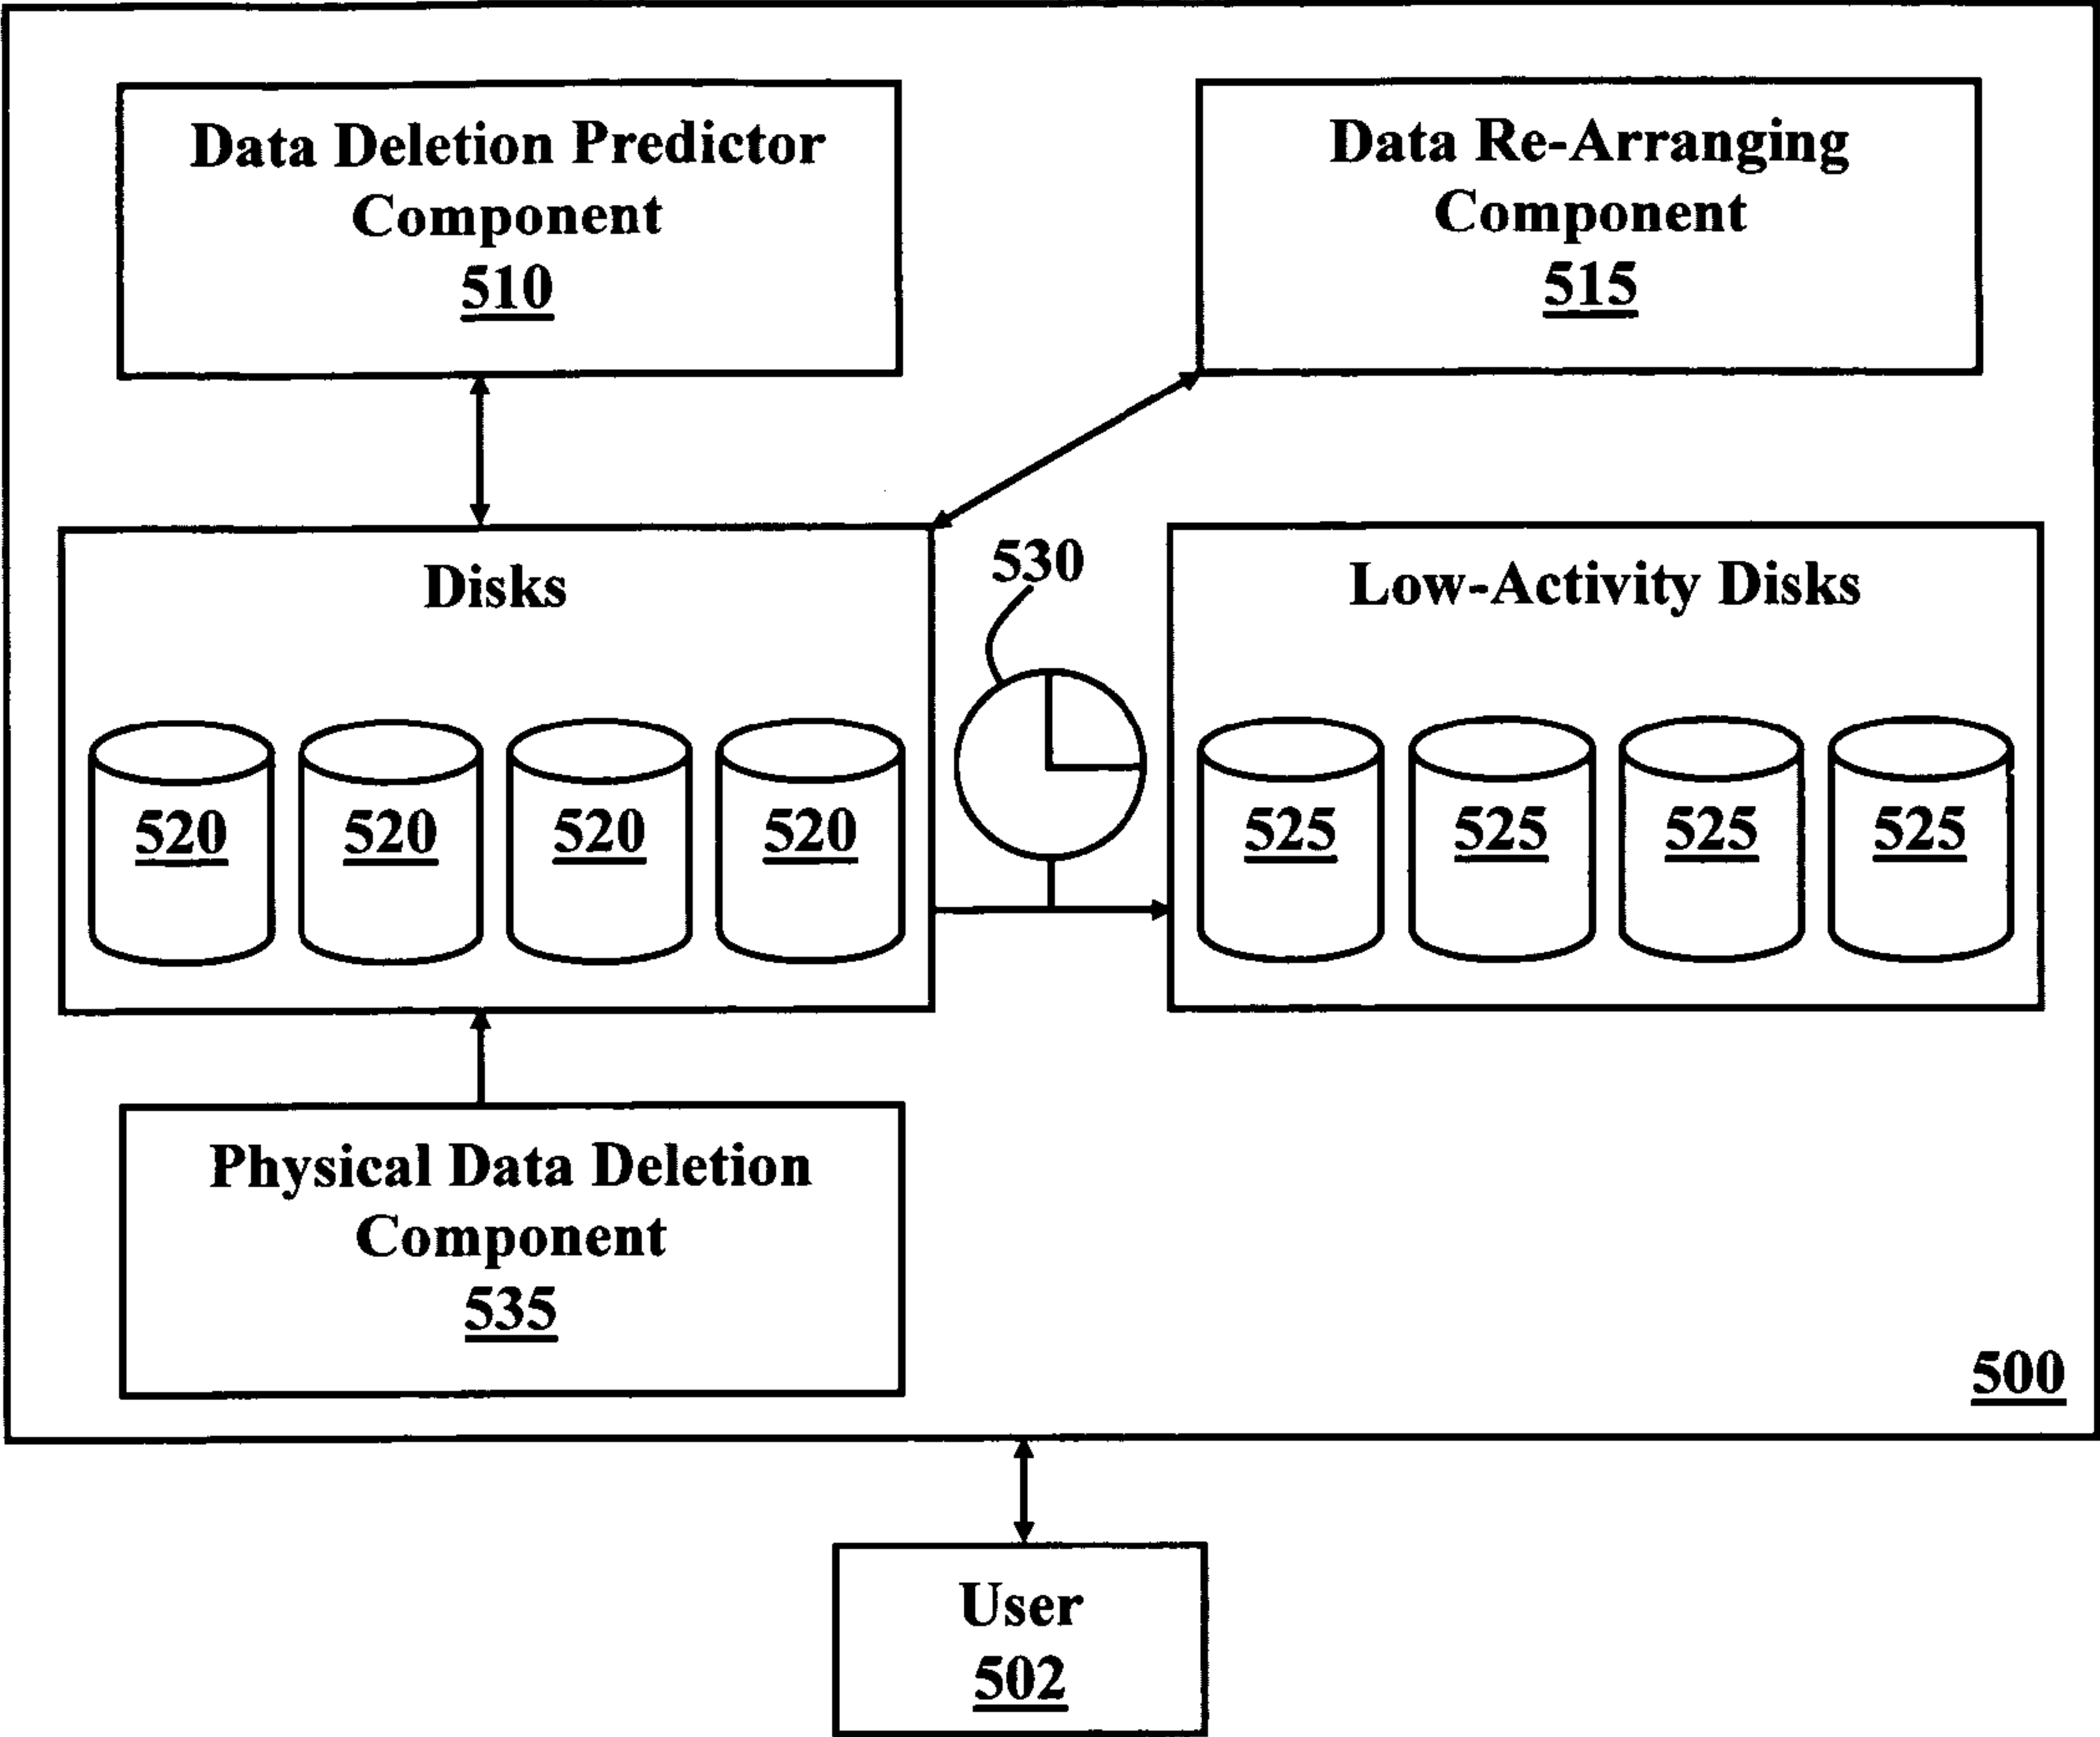 Data Deletion Predictor
Component
510
Data Re-Arranging
Component
515
Disks
520
520
520
520
530
Low-Activity Disks
525
525
525
525
Physical Data Deletion
Component
535
500
User
502